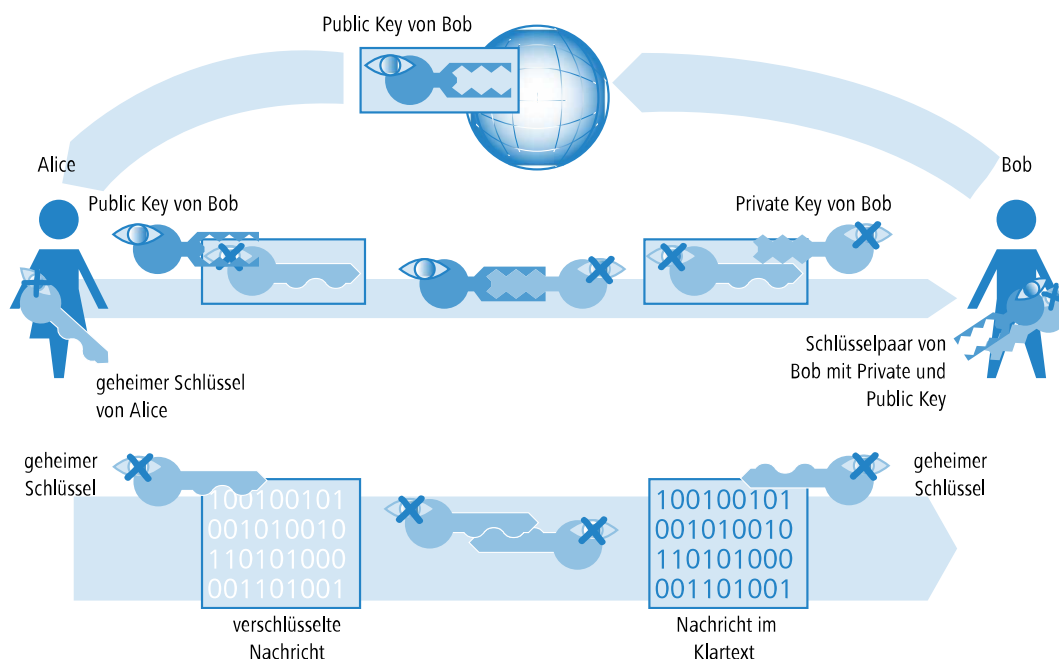 Public Key von Bob
Alice
Bob
Public Key von Bob
Private Key von Bob
geheimer Schlüssel
von Alice
Schlüsselpaar von
Bob mit Private und
Public Key
geheimer
Schlüssel
geheimer
Schlüssel
100100101
001010010
110101000
001101001
100100101
001010010
110101000
001101001
verschlüsselte
Nachricht
Nachricht im
Klartext